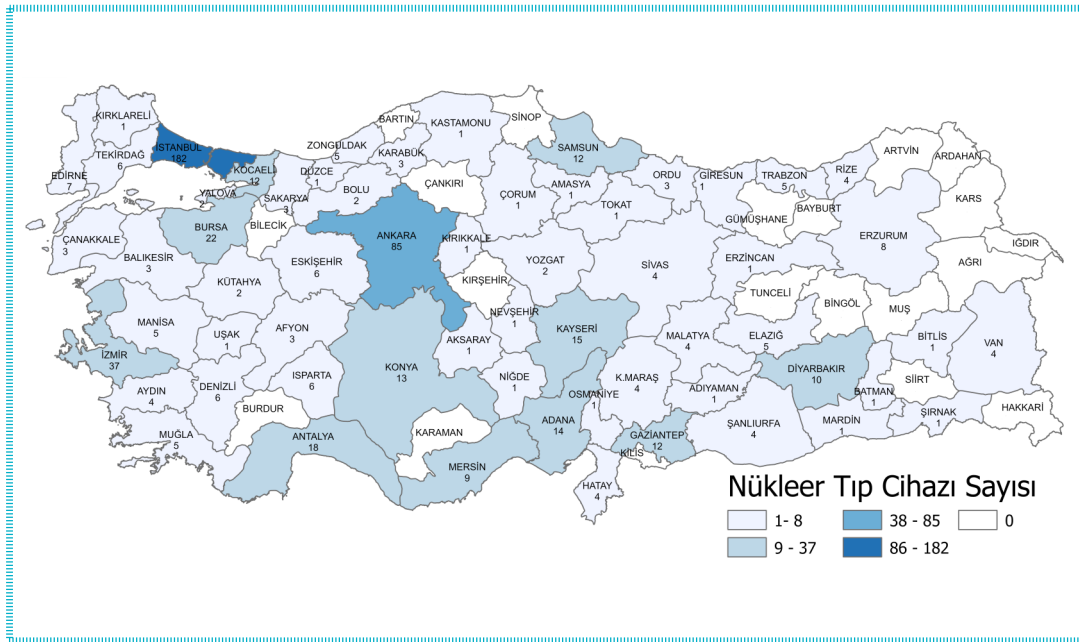 KIRKLARELİ
1
TEKİRDAĞ
6
EDİRNE
7
İSTANBUL
182
KOCAELİ
12
YALOVA
2
SAKARYA
3
DÜZCE
1
ZONGULDAK
5
BARTIN
KARABÜK
3
KASTAMONU
1
SİNOP
SAMSUN
12
BOLU
2
ÇANKIRI
ÇORUM
1
AMASYA
1
TOKAT
1
ORDU
3
GİRESUN
1
TRABZON
5
RİZE
4
ARTVİN
ARDAHAN
KARS
GÜMÜŞHANE
BAYBURT
ERZURUM
8
IĞDIR
AĞRI
ÇANAKKALE
3
BALIKESİR
3
BURSA
22
BİLECİK
ESKİŞEHİR
6
ANKARA
85
KIRIKKALE
1
YOZGAT
2
SİVAS
4
ERZİNCAN
1
TUNCELİ
BİNGÖL
MUŞ
KÜTAHYA
2
KIRŞEHİR
NEVŞEHİR
1
KAYSERİ
15
MALATYA
4
ELAZIĞ
5
BİTLİS
1
VAN
4
MANİSA
5
UŞAK
1
AFYON
3
AKSARAY
1
İZMİR
37
KONYA
13
NİĞDE
1
K.MARAŞ
4
ADIYAMAN
1
DİYARBAKIR
10
BATMAN
1
SİİRT
ŞIRNAK
1
HAKKARİ
AYDIN
4
DENİZLİ
6
ISPARTA
6
BURDUR
OSMANİYE
1
ADANA
14
GAZİANTEP
12
KİLİS
ŞANLIURFA
4
MARDİN
1
MUĞLA
5
ANTALYA
18
KARAMAN
MERSİN
9
HATAY
4
Nükleer Tıp Cihazı Sayısı
1- 8
38 - 85
0
9 - 37
86 - 182